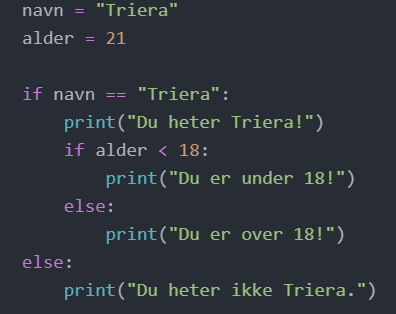 navn = "Triera"
alder = 21

if navn == "Triera":
    print("Du heter Triera!")
    if alder < 18:
        print("Du er under 18!")
    else:
        print("Du er over 18!")
else:
    print("Du heter ikke Triera.")